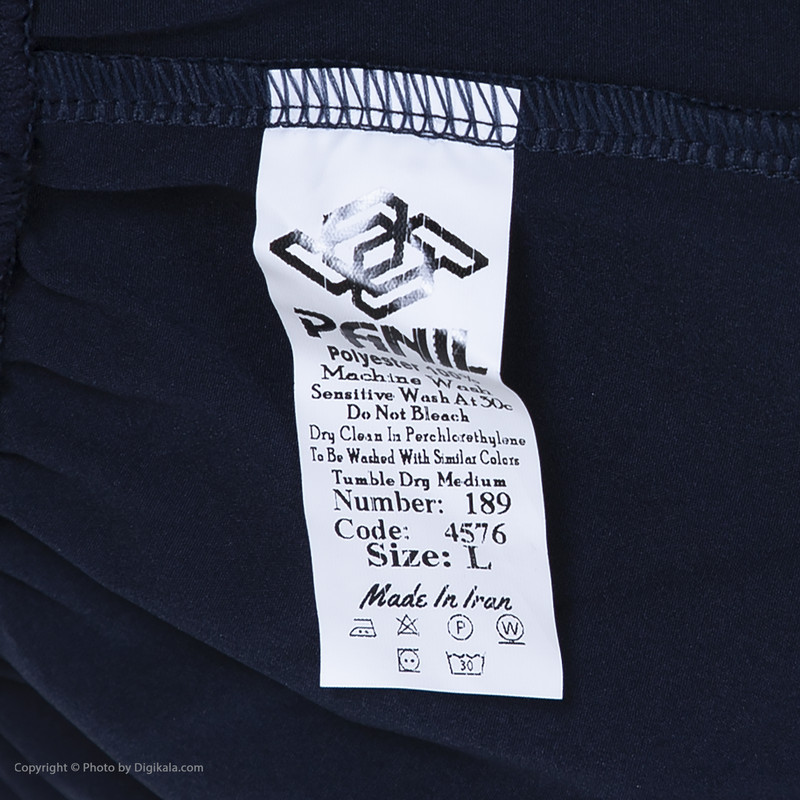 PANIL
Polyester 100%
Machine Wash
Sensitive Wash At 30c
Do Not Bleach
Dry Clean In Perchlorethylene
To Be Washed With Similar Colors
Tumble Dry Medium
Number: 189
Code: 4576
Size: L
Made In Iran
P W
30
Copyright © Photo by Digikala.com